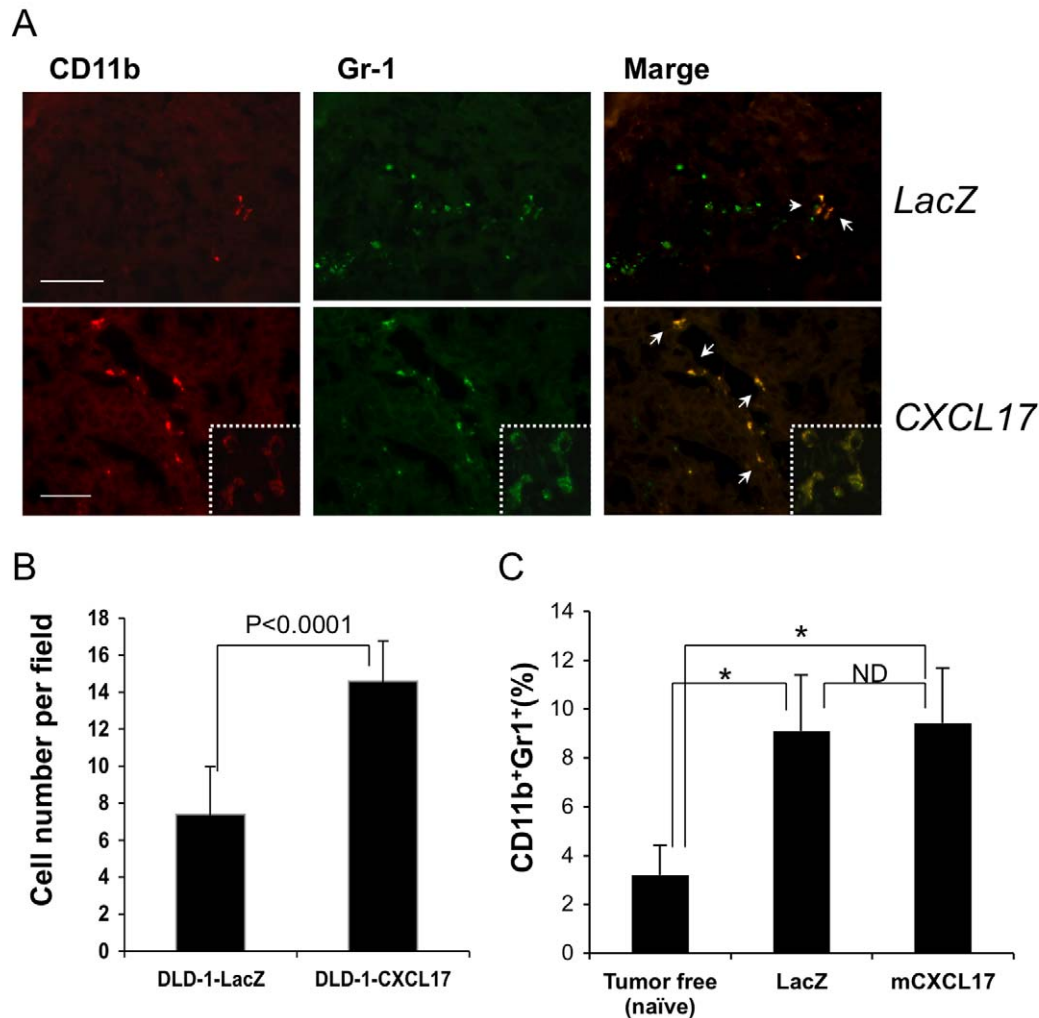 A
CD11b Gr-1 Marge
LacZ
CXCL17
B
Cell number per field
18
16
14
12
10
8
6
4
2
0
P<0.0001
DLD-1-LacZ DLD-1-CXCL17
C
CD11b⁺Gr1⁺(%)
14
12
10
8
6
4
2
0
*
*
ND
Tumor free LacZ mCXCL17
(naïve)